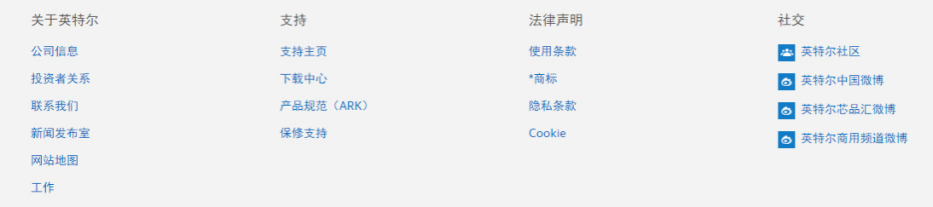 关于英特尔
公司信息
投资者关系
联系我们
新闻发布室
网站地图
工作
支持
支持主页
下载中心
产品规范（ARK）
保修支持
法律声明
使用条款
*商标
隐私条款
Cookie
社交
英特尔社区
英特尔中国微博
英特尔芯品汇微博
英特尔商用频道微博